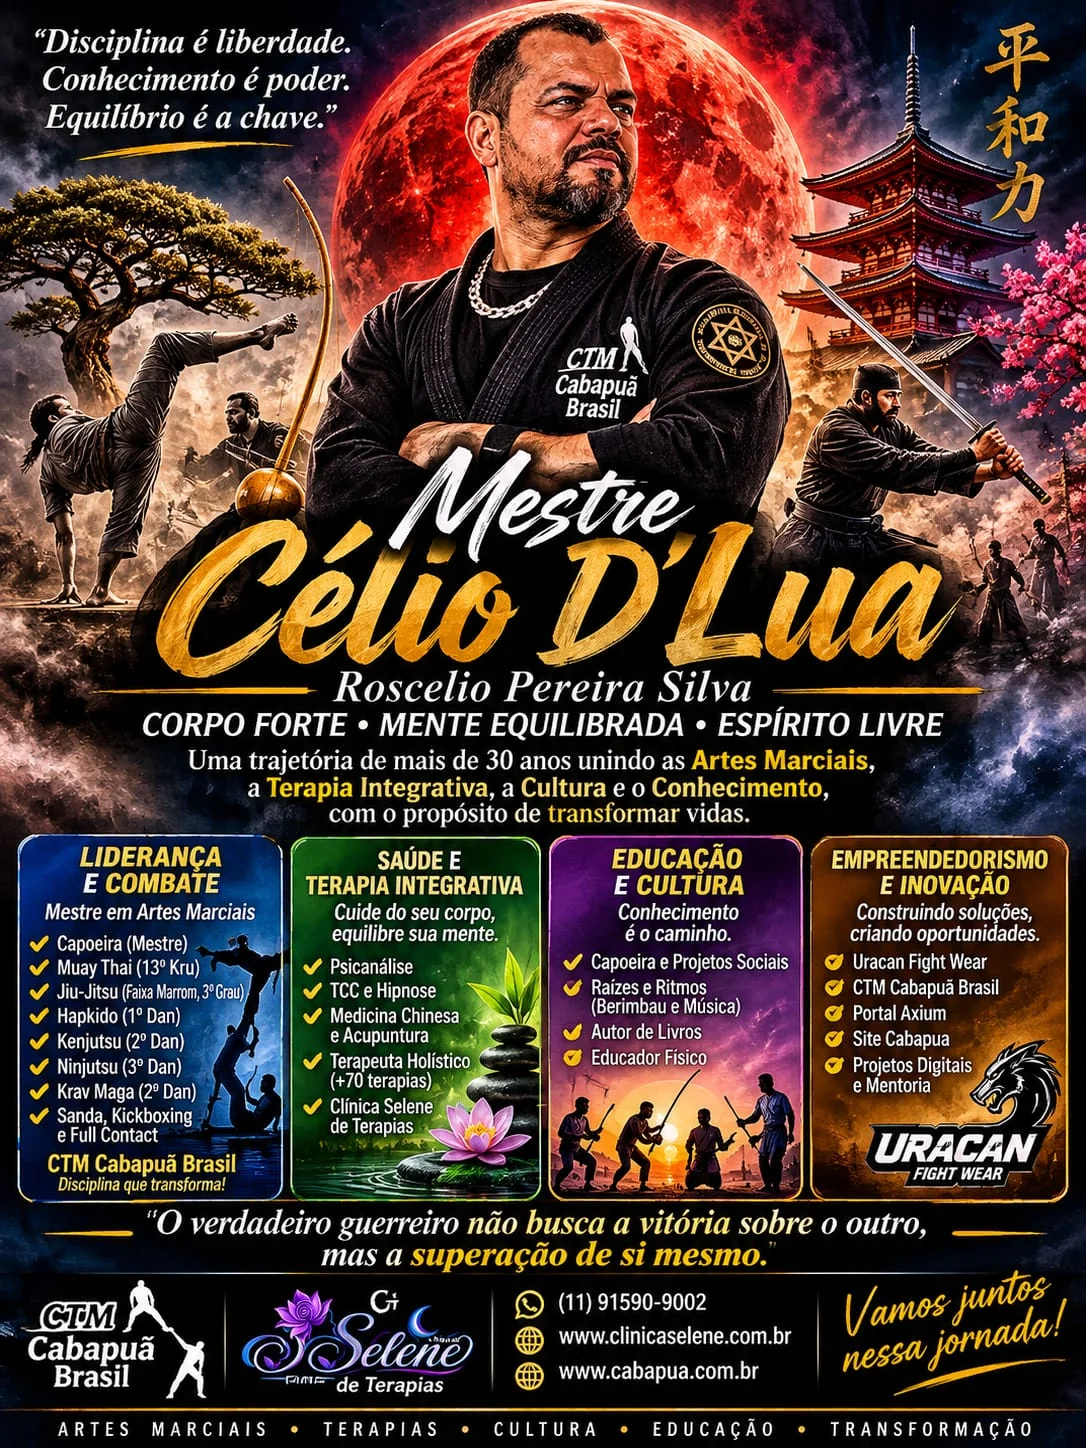 “Disciplina é liberdade.
Conhecimento é poder.
Equilíbrio é a chave.”
平
和
力
CTM
Cabapuã
Brasil
Mestre
Célio D'Lua
Roscelio Pereira Silva
CORPO FORTE • MENTE EQUILIBRADA • ESPÍRITO LIVRE
Uma trajetória de mais de 30 anos unindo as Artes Marciais,
a Terapia Integrativa, a Cultura e o Conhecimento,
com o propósito de transformar vidas.
LIDERANÇA
E COMBATE
Mestre em Artes Marciais
Capoeira (Mestre)
Muay Thai (13º Kru)
Jiu-Jitsu (Faixa Marrom, 3º Grau)
Hapkido (1º Dan)
Kenjutsu (2º Dan)
Ninjutsu (3º Dan)
Krav Maga (2º Dan)
Sanda, Kickboxing
e Full Contact
CTM Cabapuã Brasil
Disciplina que transforma!
SAÚDE E
TERAPIA INTEGRATIVA
Cuide do seu corpo,
equilibre sua mente.
Psicanálise
TCC e Hipnose
Medicina Chinesa
e Acupuntura
Terapeuta Holístico
(+70 terapias)
Clínica Selene
de Terapias
EDUCAÇÃO
E CULTURA
Conhecimento
é o caminho.
Capoeira e Projetos Sociais
Raízes e Ritmos
(Berimbau e Música)
Autor de Livros
Educador Físico
EMPREENDEDORISMO
E INOVAÇÃO
Construindo soluções,
criando oportunidades.
Uracan Fight Wear
CTM Cabapuã Brasil
Portal Axium
Site Cabapua
Projetos Digitais
e Mentoria
URACAN
FIGHT WEAR
"O verdadeiro guerreiro não busca a vitória sobre o outro,
mas a superação de si mesmo."
CTM
Cabapuã
Brasil
Selene
de Terapias
(11) 91590-9002
www.clinicaselene.com.br
www.cabapua.com.br
Vamos juntos
nessa jornada!
ARTES MARCIAIS • TERAPIAS • CULTURA • EDUCAÇÃO • TRANSFORMAÇÃO